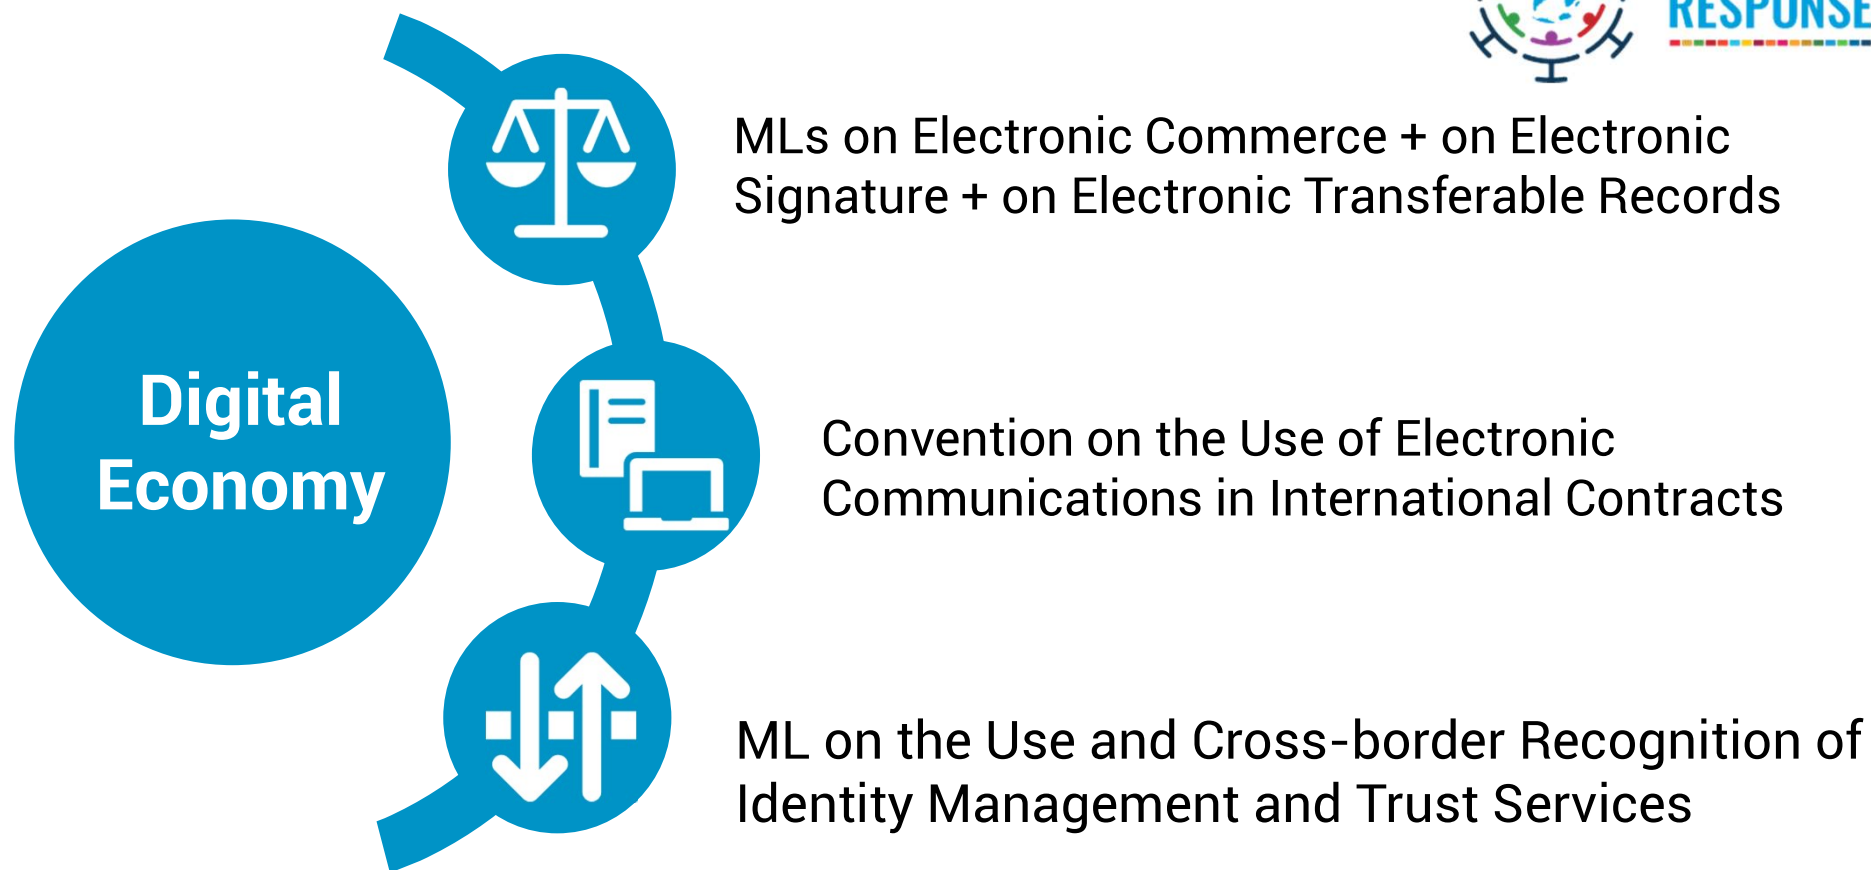 RESPONSE
MLs on Electronic Commerce + on Electronic
Signature + on Electronic Transferable Records
Digital
Economy
Convention on the Use of Electronic
Communications in International Contracts
ML on the Use and Cross-border Recognition of
Identity Management and Trust Services